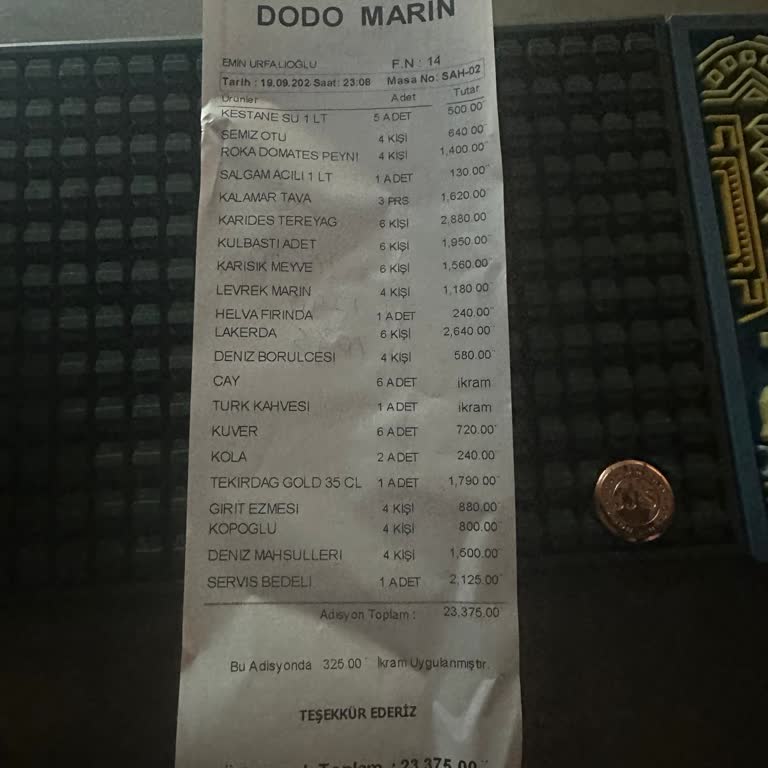 DODO MARIN
EMIN URFALIOĞLU F.N : 14
Tarih : 19.09.202 Saat: 23:08 Masa No: SAH-02
Ürünler Adet Tutar
KESTANE SU 1 LT 5 ADET 500.00
SEMIZ OTU 4 KIŞI 640.00
ROKA DOMATES PEYNI 4 KIŞI 1,400.00
SALGAM ACILI 1 LT 1 ADET 130.00
KALAMAR TAVA 3 PRS 1,620.00
KARIDES TEREYAG 6 KIŞI 2,880.00
KULBASTI ADET 6 KIŞI 1,950.00
KARISIK MEYVE 6 KIŞI 1,560.00
LEVREK MARIN 4 KIŞI 1,180.00
HELVA FIRINDA 1 ADET 240.00
LAKERDA 6 KIŞI 2,640.00
DENIZ BORULCESI 4 KIŞI 580.00
CAY 6 ADET ikram
TURK KAHVESI 1 ADET ikram
KUVER 6 ADET 720.00
KOLA 2 ADET 240.00
TEKIRDAG GOLD 35 CL 1 ADET 1,790.00
GIRIT EZMESI 4 KIŞI 880.00
KOPOGLU 4 KIŞI 800.00
DENIZ MAHSULLERI 4 KIŞI 1,500.00
SERVIS BEDELI 1 ADET 2,125.00
Adisyon Toplam : 23,375.00
Bu Adisyonda 325.00 Ikram Uygulanmıştır.
TEŞEKKÜR EDERİZ
Toplam : 23,375.00